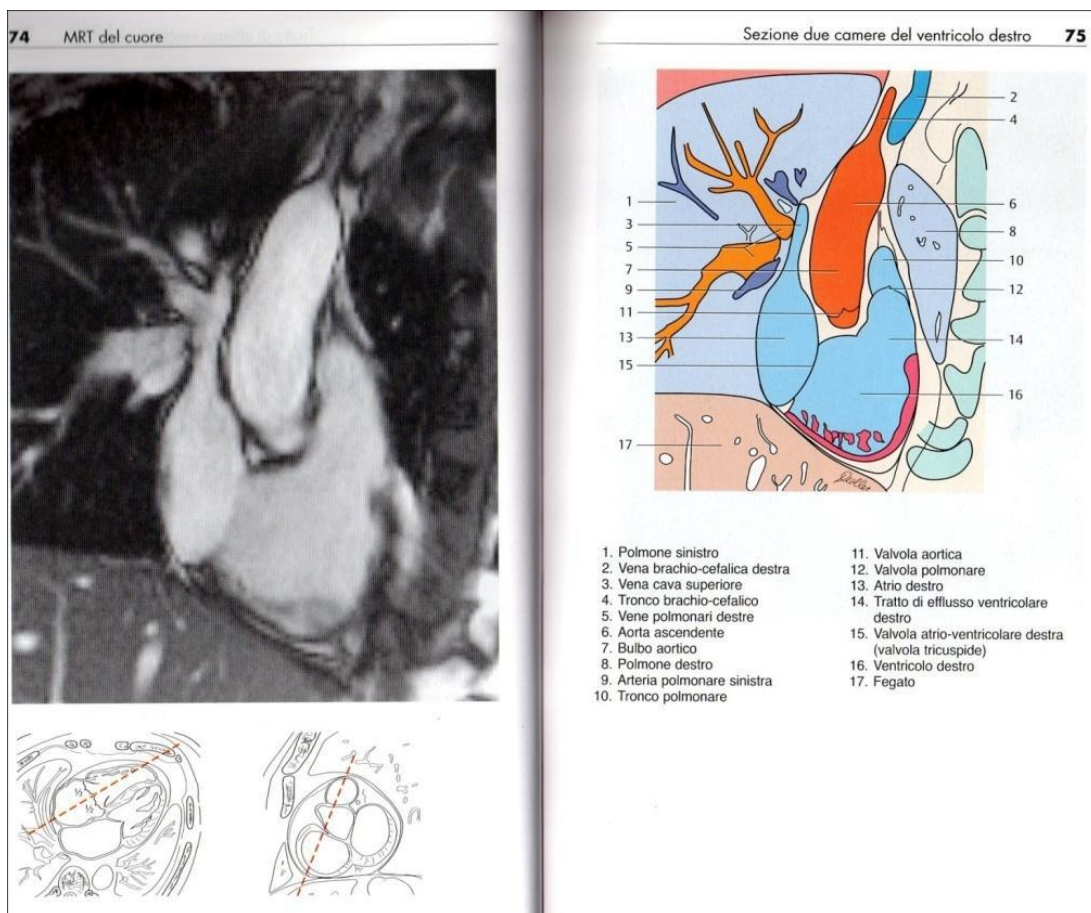 74 MRT del cuore
Sezione due camere del ventricolo destro 75
2
4
1
6
3
8
5
10
7
9
12
11
13
14
15
16
17
1. Polmone sinistro
2. Vena brachio-cefalica destra
3. Vena cava superiore
4. Tronco brachio-cefalico
5. Vene polmonari destre
6. Aorta ascendente
7. Bulbo aortico
8. Polmone destro
9. Arteria polmonare sinistra
10. Tronco polmonare
11. Valvola aortica
12. Valvola polmonare
13. Atrio destro
14. Tratto di efflusso ventricolare
destro
15. Valvola atrio-ventricolare destra
(valvola tricuspide)
16. Ventricolo destro
17. Fegato
½
½